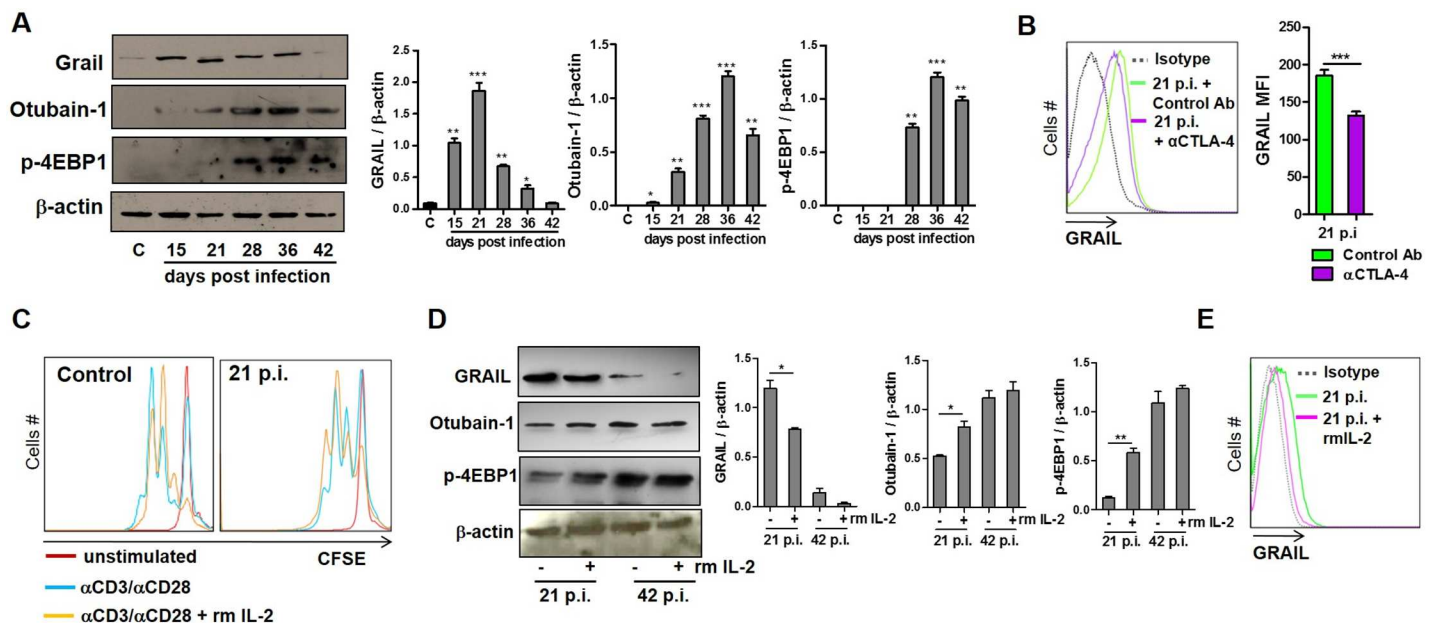 A
Grail
Otubain-1
p-4EBP1
β-actin
C 15 21 28 36 42
days post infection
GRAIL / β-actin
2.5
2.0
1.5
1.0
0.5
0.0
** *** ** *
C 15 21 28 36 42
days post infection
Otubain-1 / β-actin
1.5
1.0
0.5
0.0
* ** *** *** **
C 15 21 28 36 42
days post infection
p-4EBP1 / β-actin
1.5
1.0
0.5
0.0
** *** **
C 15 21 28 36 42
days post infection
B
Cells #
GRAIL
Isotype
21 p.i. +
Control Ab
21 p.i.
+ αCTLA-4
GRAIL MFI
250
200
150
100
50
0
***
21 p.i
Control Ab
αCTLA-4
C
Cells #
Control
21 p.i.
CFSE
unstimulated
αCD3/αCD28
αCD3/αCD28 + rm IL-2
D
GRAIL
Otubain-1
p-4EBP1
β-actin
- + - + rm IL-2
21 p.i. 42 p.i.
GRAIL / β-actin
1.5
1.0
0.5
0.0
*
- + - + rm IL-2
21 p.i. 42 p.i.
Otubain-1 / β-actin
1.5
1.0
0.5
0.0
*
- + - + rm IL-2
21 p.i. 42 p.i.
p-4EBP1 / β-actin
1.5
1.0
0.5
0.0
**
- + - + rm IL-2
21 p.i. 42 p.i.
E
Cells #
GRAIL
Isotype
21 p.i.
21 p.i. +
rmIL-2